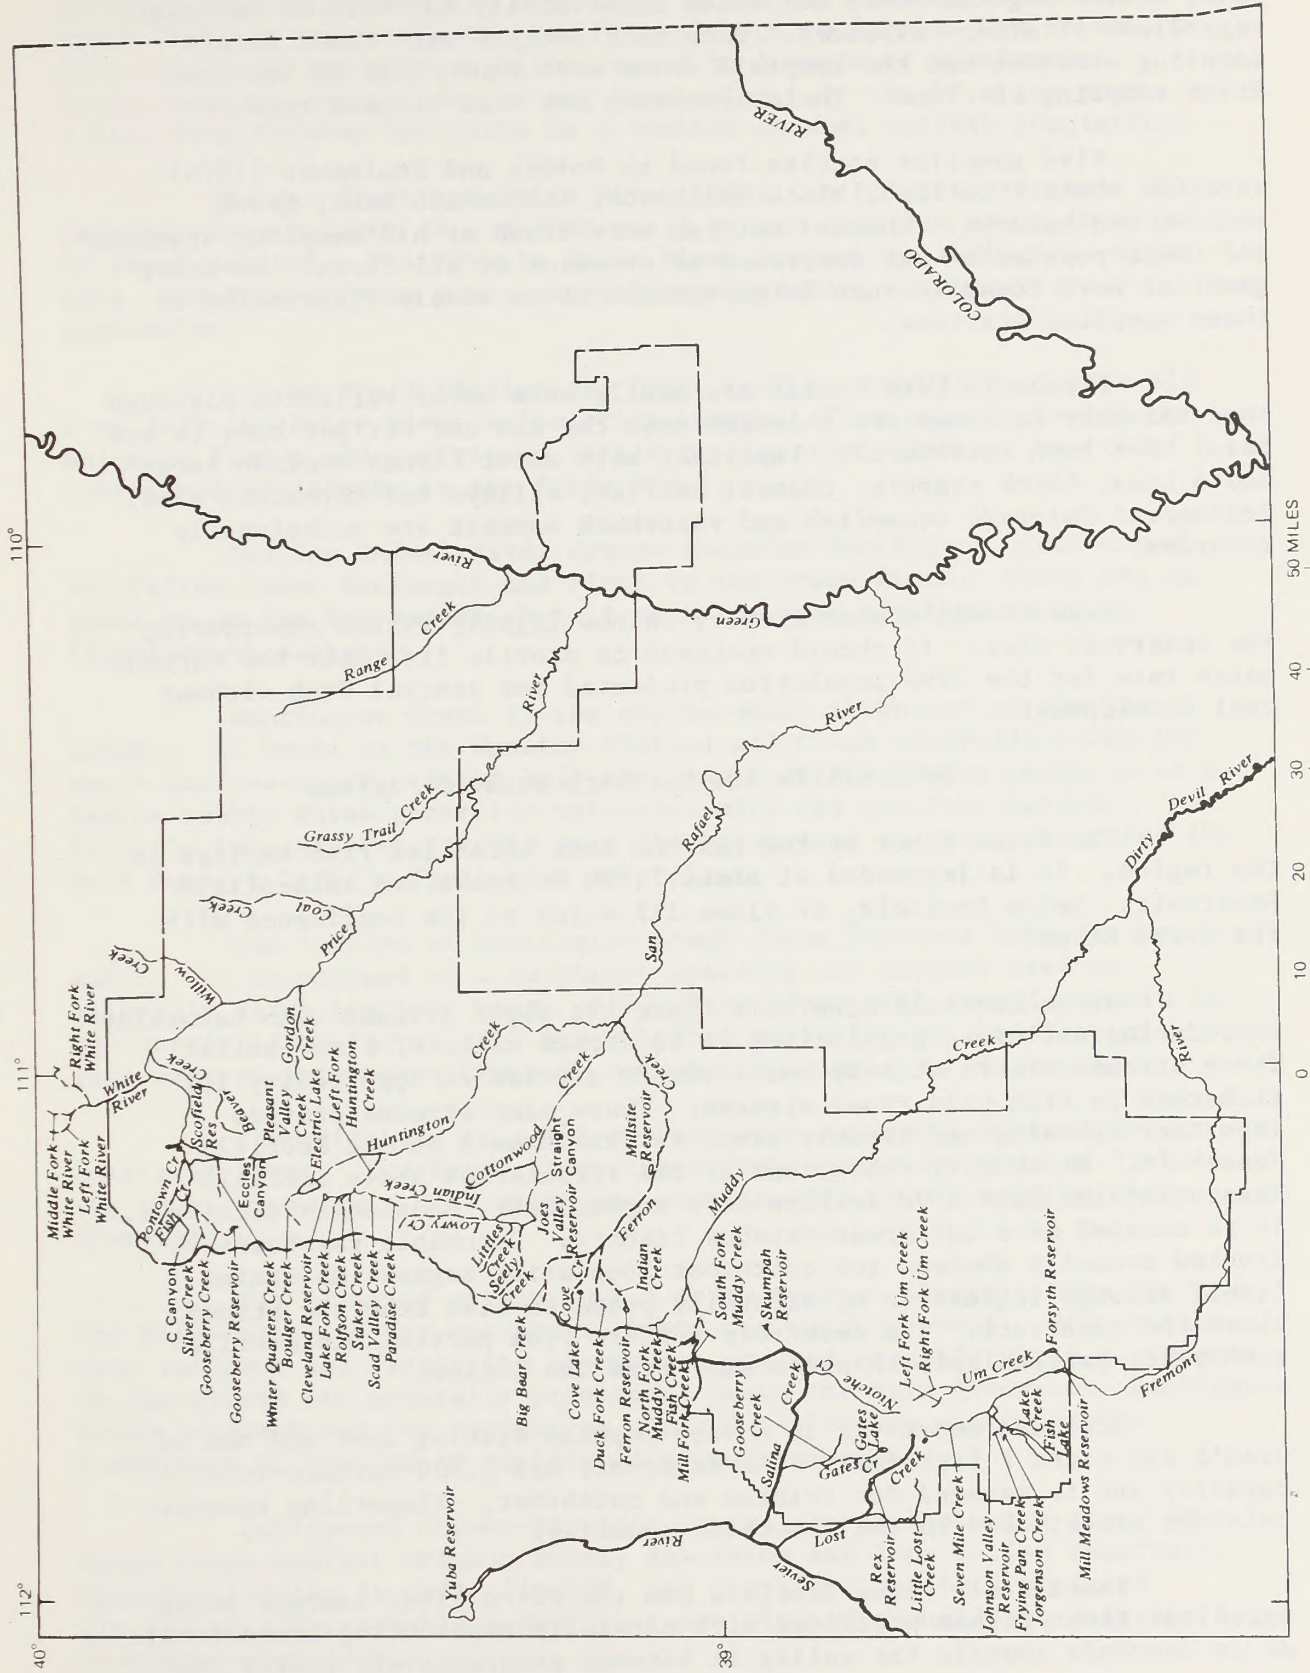 112°
111°
110°
40°
39°
Middle Fork
White River
Left Fork
White River
Right Fork
White River
White
River
Willow
Creek
Coal
Creek
Price
River
Grassy Trail Creek
Range
Creek
River
Green
COLORADO
RIVER
Pontown Cr
Fish Cr
Scofield
Res
Creek
Beaver
Eccles
Canyon
Pleasant
Valley
Creek
Gordon
Creek
Electric Lake
Left Fork
Huntington
Creek
Huntington
Creek
Cottonwood
Creek
Indian Creek
Lowry Cr
Littles
Creek
Seely
Creek
Joes
Valley
Reservoir
Straight
Canyon
Cove
Cr
Millsite
Reservoir
Ferron
Creek
Indian
Creek
C Canyon
Silver Creek
Gooseberry Creek
Gooseberry Reservoir
Winter Quarters Creek
Boulger Creek
Cleveland Reservoir
Lake Fork Creek
Rolfson Creek
Staker Creek
Scad Valley Creek
Paradise Creek
Big Bear Creek
Cove Lake
Duck Fork Creek
Ferron Reservoir
North Fork
Muddy Creek
Fish Creek
Mill Fork Creek
South Fork
Muddy Creek
Skumpah
Reservoir
Muddy
Creek
San
Rafael
River
Dirty
Devil
River
Yuba Reservoir
River
Sevier
Salina
Creek
Gooseberry
Creek
Niotche
Cr
Gates
Lake
Gates
Cr
Lost
Creek
Rex
Reservoir
Little Lost
Creek
Left Fork Um Creek
Right Fork Um Creek
Um Creek
Forsyth Reservoir
Seven Mile Creek
Johnson Valley
Reservoir
Frying Pan Creek
Jorgenson Creek
Lake
Creek
Fish
Lake
Mill Meadows Reservoir
Fremont
River
0 10 20 30 40 50 MILES